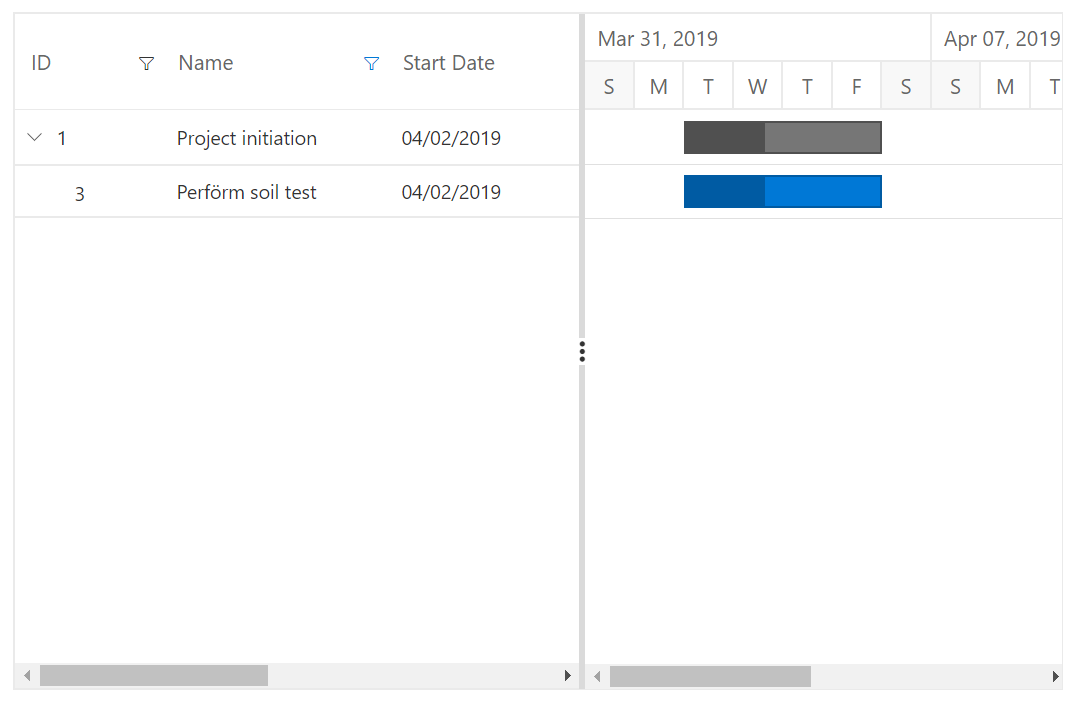 ID Name Start Date
Mar 31, 2019 Apr 07, 2019
S M T W T F S S M T
1 Project initiation 04/02/2019
3 Perförm soil test 04/02/2019